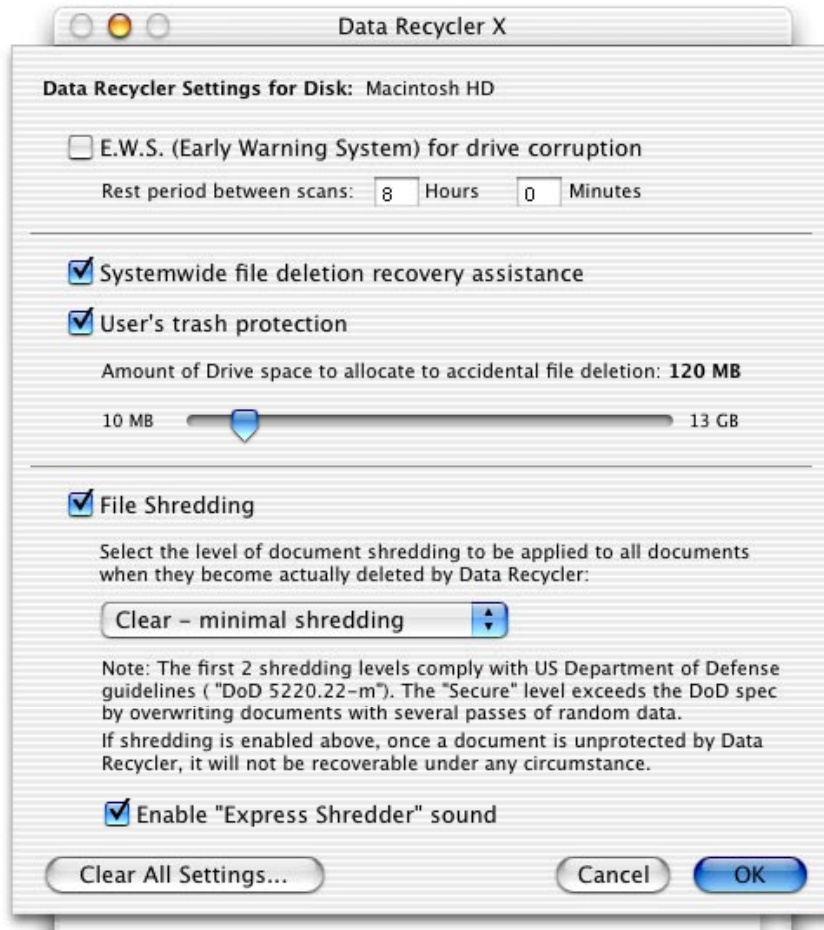 Data Recycler X
Data Recycler Settings for Disk: Macintosh HD
E.W.S. (Early Warning System) for drive corruption
Rest period between scans: 8 Hours 0 Minutes
Systemwide file deletion recovery assistance
User's trash protection
Amount of Drive space to allocate to accidental file deletion: 120 MB
10 MB 13 GB
File Shredding
Select the level of document shredding to be applied to all documents
when they become actually deleted by Data Recycler:
Clear – minimal shredding
Note: The first 2 shredding levels comply with US Department of Defense
guidelines ( "DoD 5220.22-m"). The "Secure" level exceeds the DoD spec
by overwriting documents with several passes of random data.
If shredding is enabled above, once a document is unprotected by Data
Recycler, it will not be recoverable under any circumstance.
Enable "Express Shredder" sound
Clear All Settings... Cancel OK